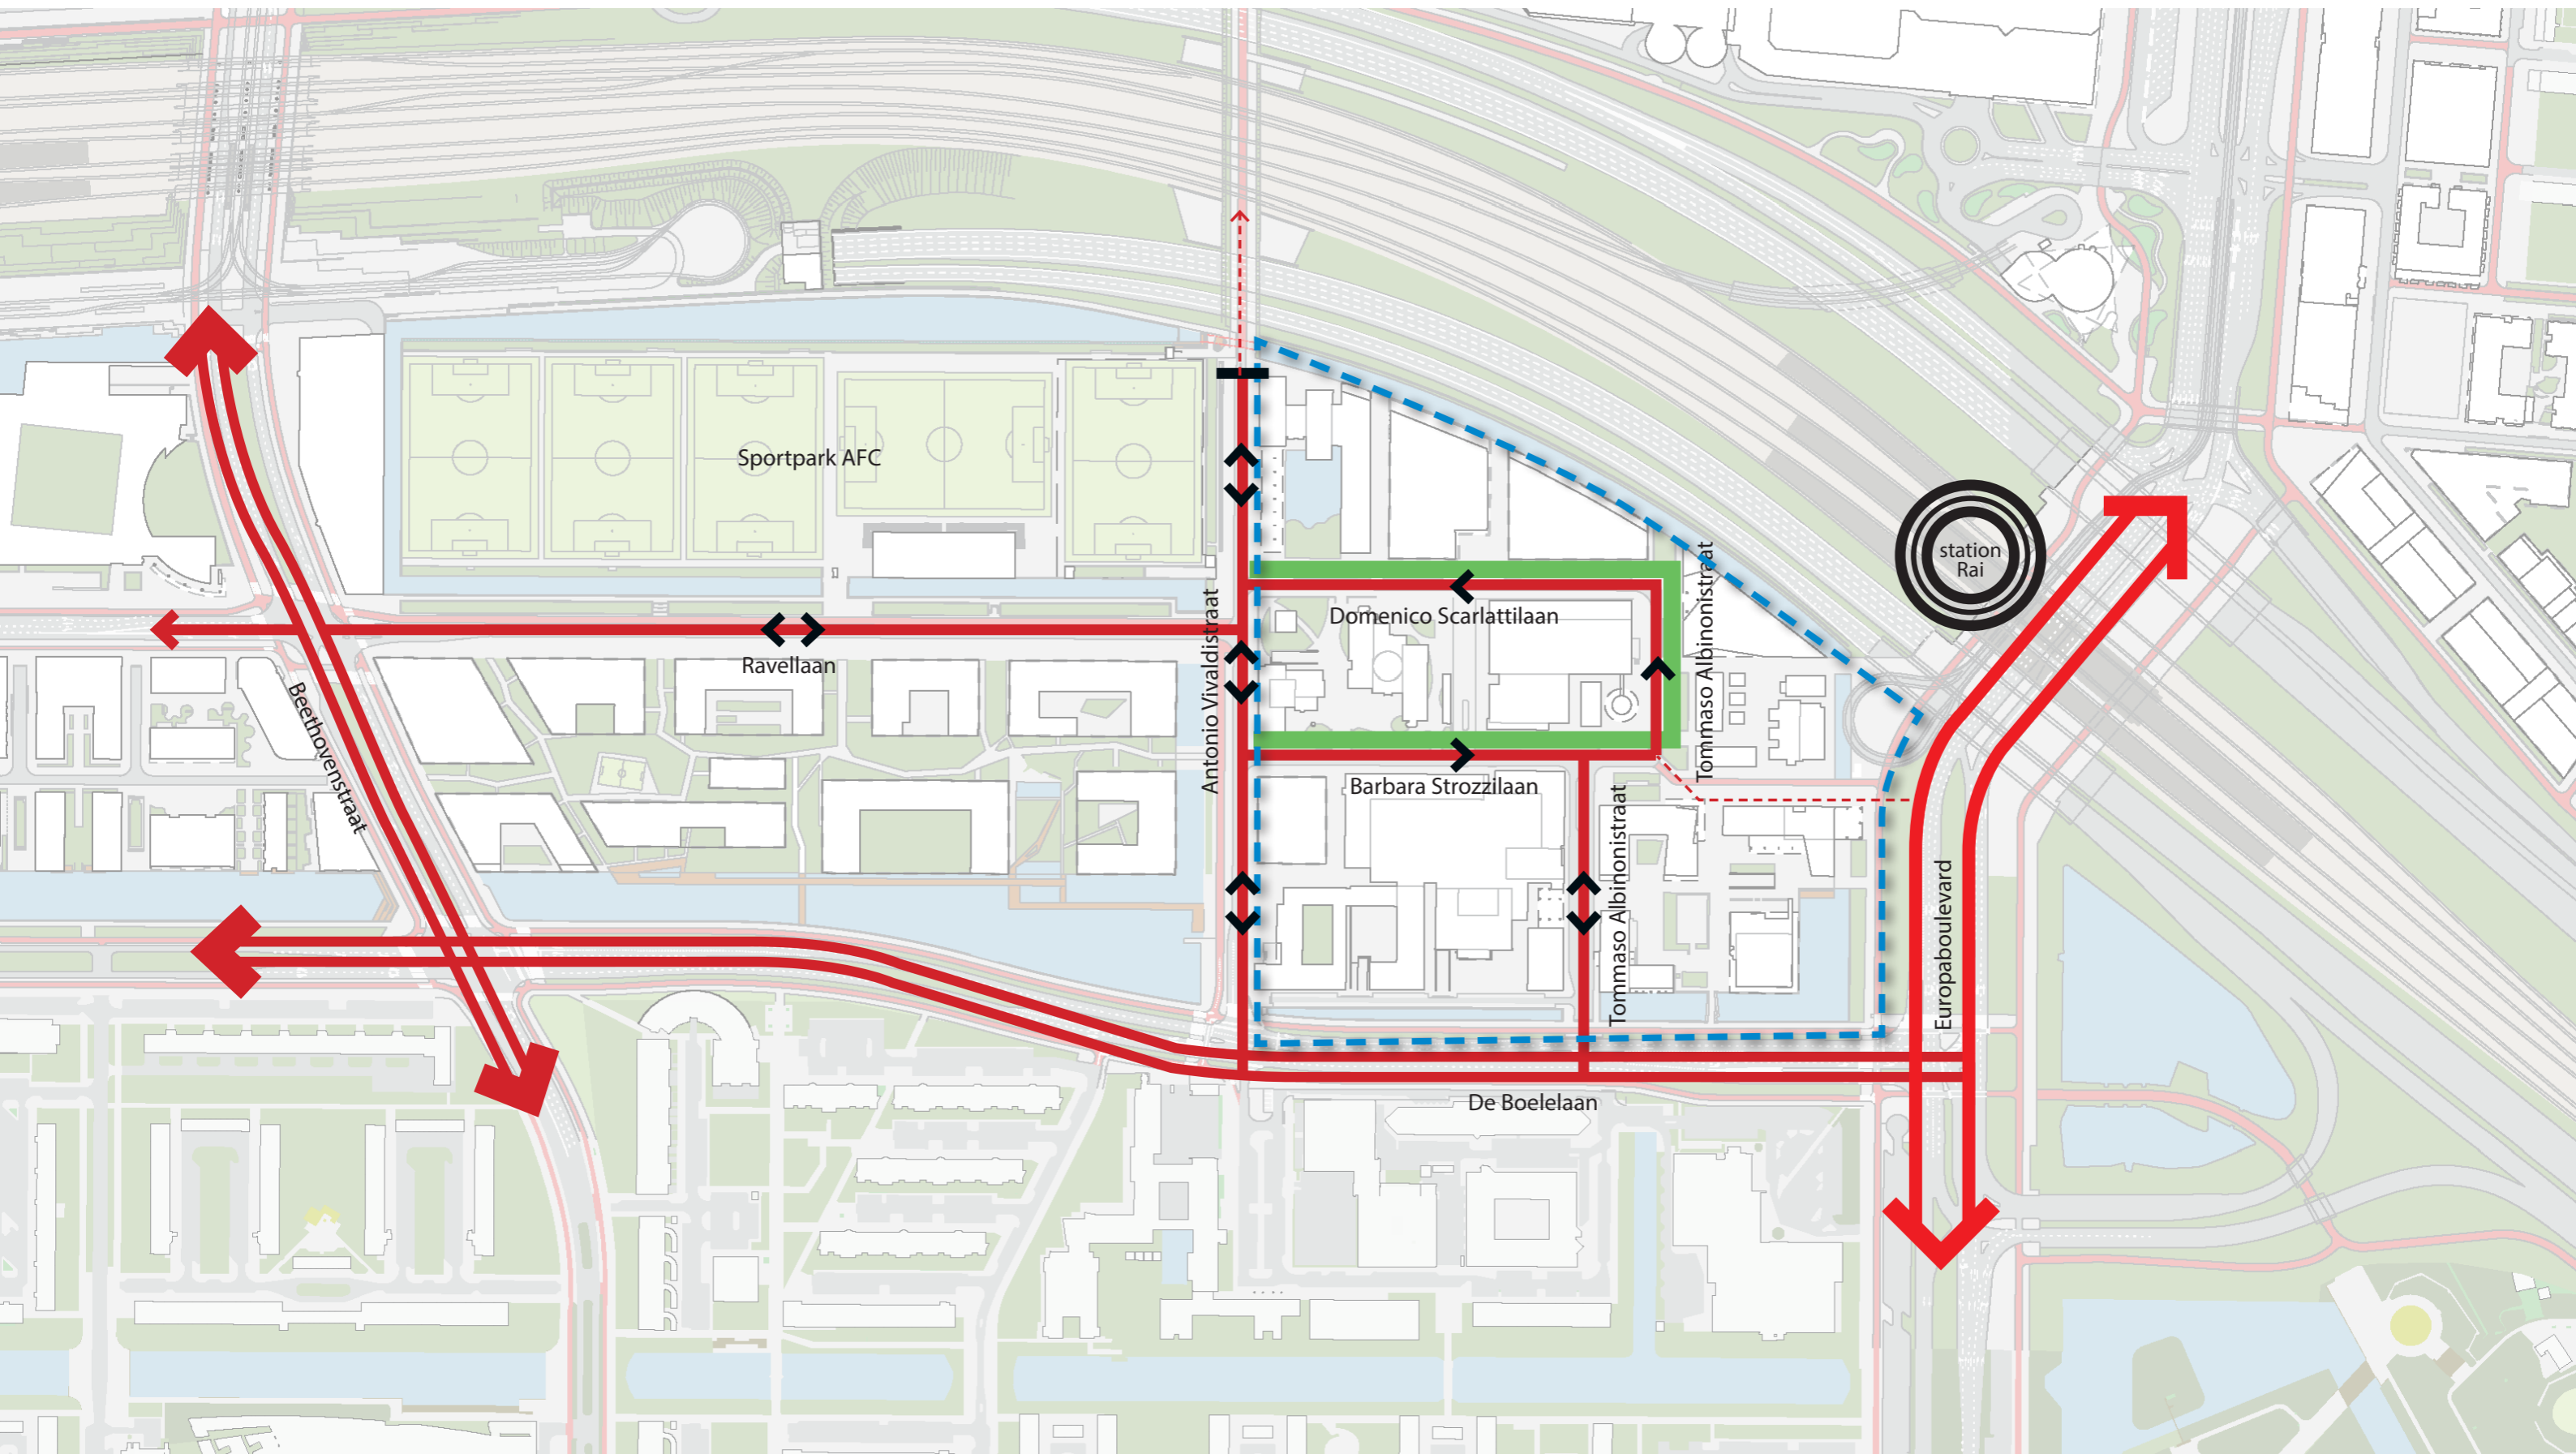 Sportpark AFC
station
Rai
Tommaso Albinonistraat
Domenico Scarlattilaan
Antonio Vivaldistraat
Ravellaan
Beethovenstraat
Barbara Strozzilaan
Tommaso Albinonistraat
Europaboulevard
De Boelelaan